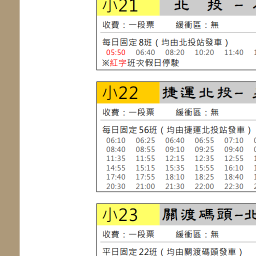 小21 北 投 -
收費：一段票 緩衝區：無
每日固定8班（均由北投站發車）
05:50 06:40 08:20 10:20 11:40
※紅字班次假日停駛
小22 捷運北投-
收費：一段票 緩衝區：無
每日固定56班（均由捷運北投發車）
06:10 06:25 06:40 06:55 07:10
08:40 08:55 09:10 09:25 09:40
11:35 11:55 12:15 12:35 12:55
14:55 15:15 15:35 15:55 16:10
17:40 17:55 18:10 18:25 18:40
20:30 21:00 21:30 22:00 22:30
小23 關渡碼頭-北
收費：一段票 緩衝區：無
平日固定22班（均由關渡碼頭發車）